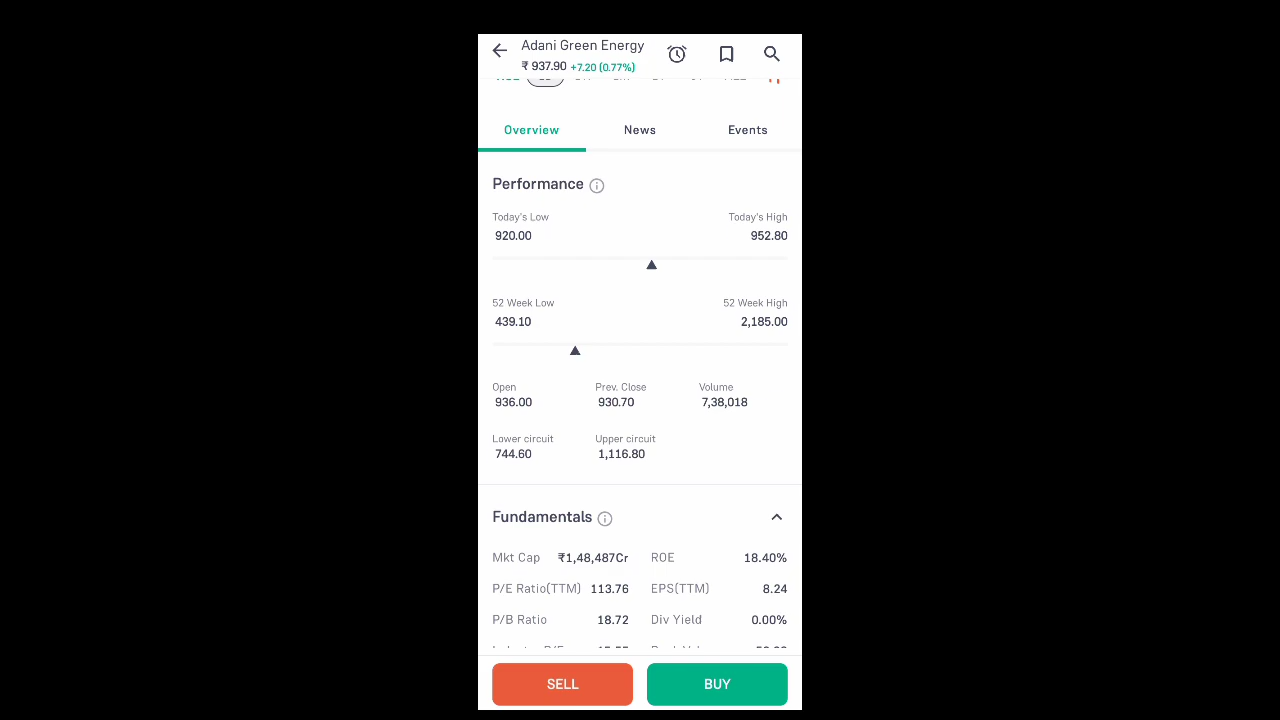 Adani Green Energy
₹ 937.90 +7.20 (0.77%)
Overview News Events
Performance
Today's Low Today's High
920.00 952.80
52 Week Low 52 Week High
439.10 2,185.00
Open Prev. Close Volume
936.00 930.70 7,38,018
Lower circuit Upper circuit
744.60 1,116.80
Fundamentals
Mkt Cap ₹1,48,487Cr ROE 18.40%
P/E Ratio(TTM) 113.76 EPS(TTM) 8.24
P/B Ratio 18.72 Div Yield 0.00%
SELL BUY